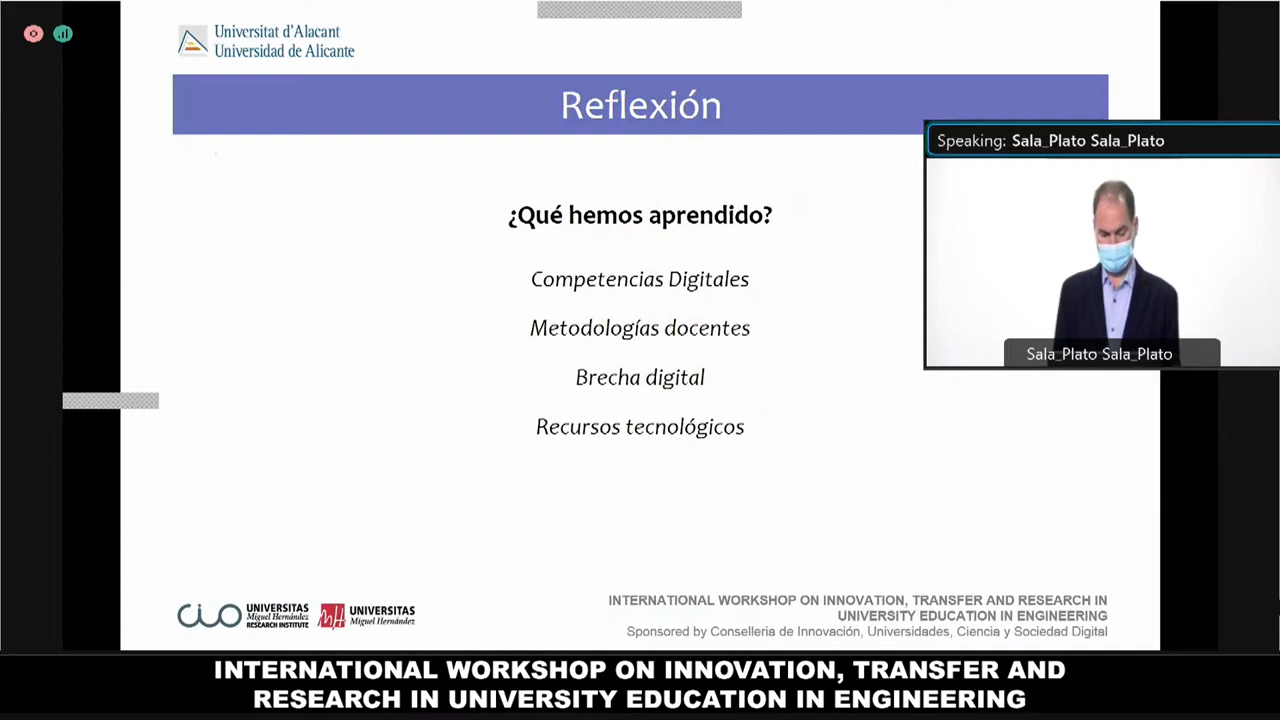 Universitat d'Alacant
Universidad de Alicante
Reflexión
Speaking: Sala_Plato Sala_Plato
¿Qué hemos aprendido?
Competencias Digitales
Metodologías docentes
Sala_Plato Sala_Plato
Brecha digital
Recursos tecnológicos
CIO
UNIVERSITAS
Miguel Hernández
RESEARCH INSTITUTE
UNIVERSITAS
Miguel Hernández
INTERNATIONAL WORKSHOP ON INNOVATION, TRANSFER AND RESEARCH IN
UNIVERSITY EDUCATION IN ENGINEERING
Sponsored by Conselleria de Innovación, Universidades, Ciencia y Sociedad Digital
INTERNATIONAL WORKSHOP ON INNOVATION, TRANSFER AND
RESEARCH IN UNIVERSITY EDUCATION IN ENGINEERING